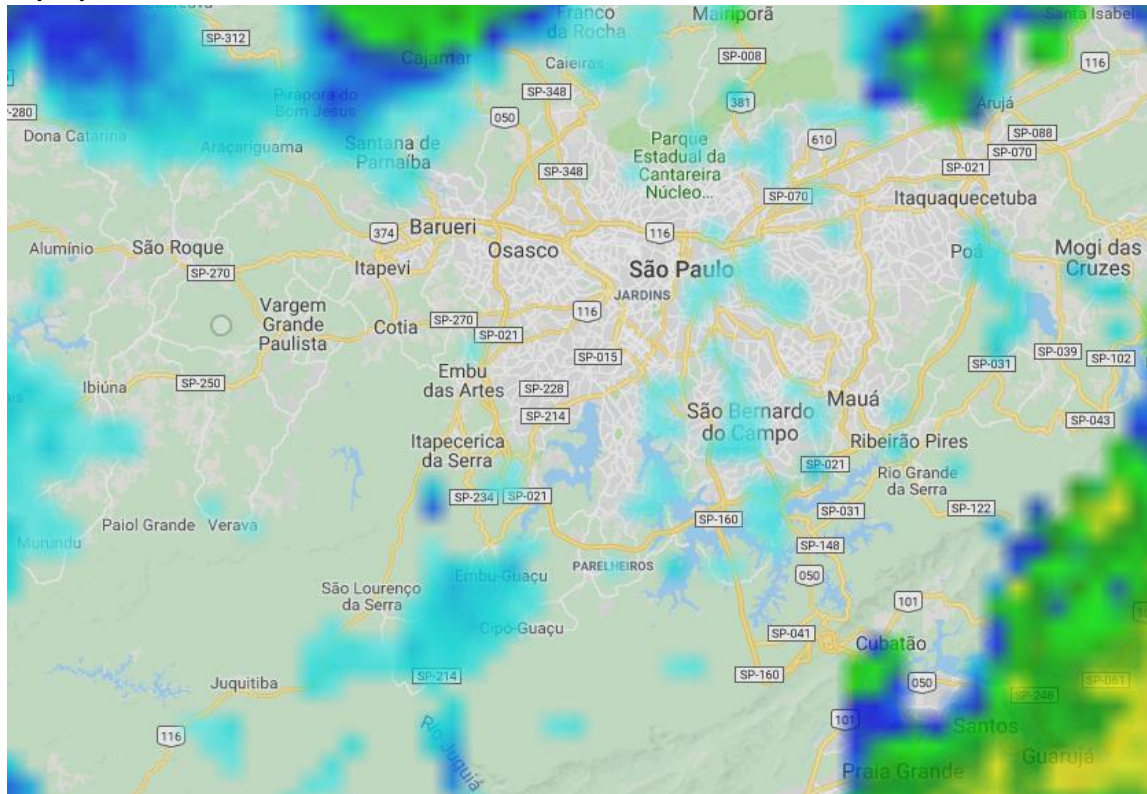 Franco
da Rocha
Mairiporã
Santa Isabel
SP-312
SP-008
Cajamar
Caieiras
116
SP-348
Pirapora do
Bom Jesus
381
Arujá
-280
050
Dona Catarina
Araçariguama
Santana de
Parnaíba
Parque
Estadual da
Cantareira
Núcleo...
610
SP-088
SP-070
SP-348
SP-021
SP-070
Itaquaquecetuba
Barueri
374
116
Alumínio
São Roque
Osasco
Poá
Mogi das
Cruzes
SP-270
Itapevi
São Paulo
JARDINS
Vargem
Grande
Paulista
Cotia
SP-270
SP-021
116
SP-015
SP-031
SP-039
SP-102
Ibiúna
SP-250
Embu
das Artes
SP-228
SP-214
Mauá
São Bernardo
do Campo
SP-043
Itapecerica
da Serra
Ribeirão Pires
SP-021
Rio Grande
da Serra
SP-234
SP-021
SP-122
Paiol Grande
Verava
SP-160
SP-031
Murundu
SP-148
Embu-Guaçu
PARELHEIROS
050
São Lourenço
da Serra
101
Cipó-Guaçu
SP-041
Cubatão
SP-214
SP-160
Juquitiba
050
SP-248
SP-061
116
Rio Juquiá
101
Santos
Guarujá
Praia Grande